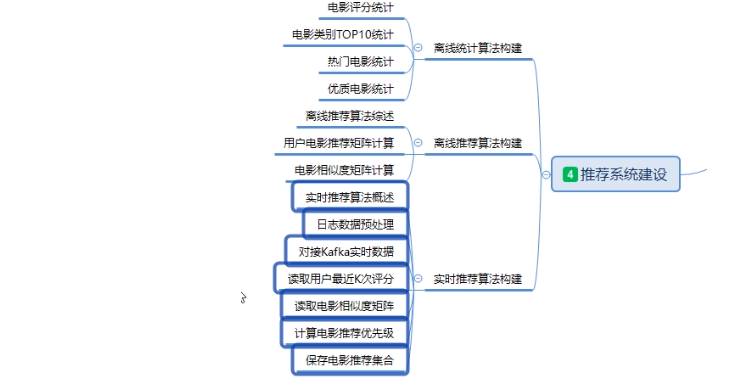 电影评分统计
电影类别TOP10统计
热门电影统计
优质电影统计
离线统计算法构建
离线推荐算法综述
用户电影推荐矩阵计算
电影相似度矩阵计算
离线推荐算法构建
4 推荐系统建设
实时推荐算法概述
日志数据预处理
对接Kafka实时数据
读取用户最近K次评分
读取电影相似度矩阵
计算电影推荐优先级
保存电影推荐集合
实时推荐算法构建